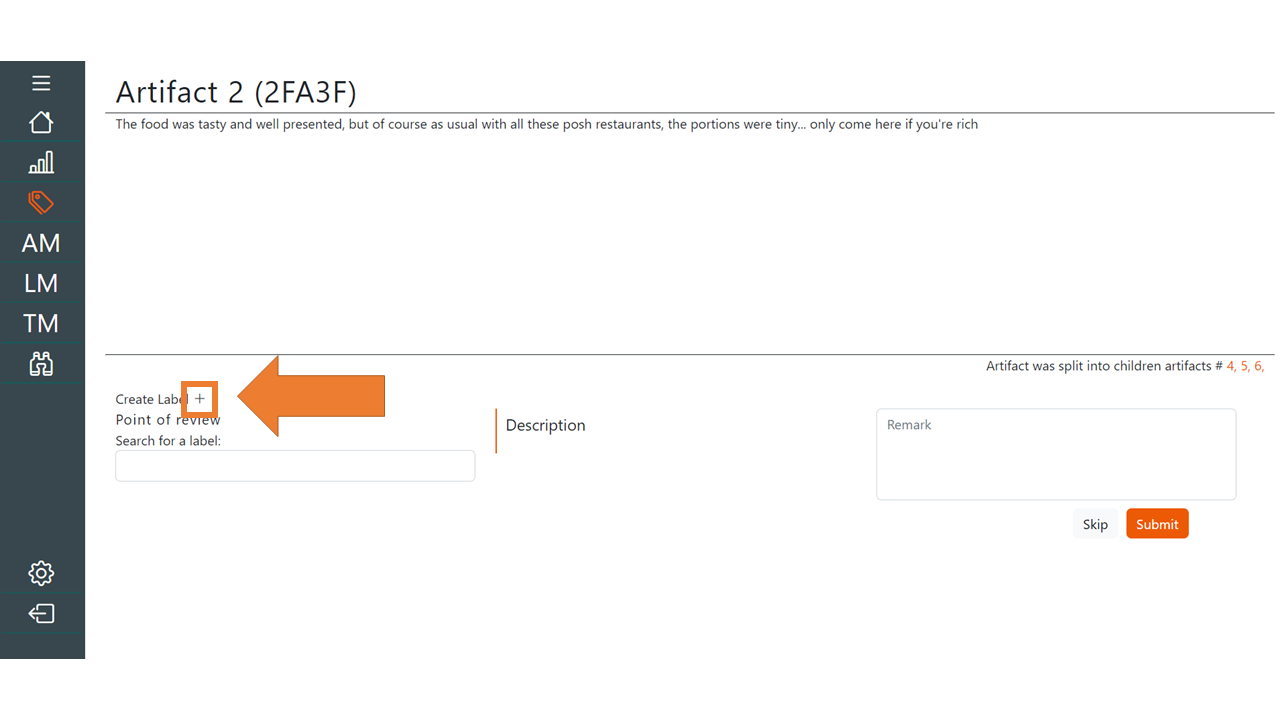 Artifact 2 (2FA3F)
The food was tasty and well presented, but of course as usual with all these posh restaurants, the portions were tiny... only come here if you're rich
AM
LM
TM
Artifact was split into children artifacts # 4, 5, 6,
Create Label +
Point of review
Search for a label:
Description
Remark
Skip
Submit